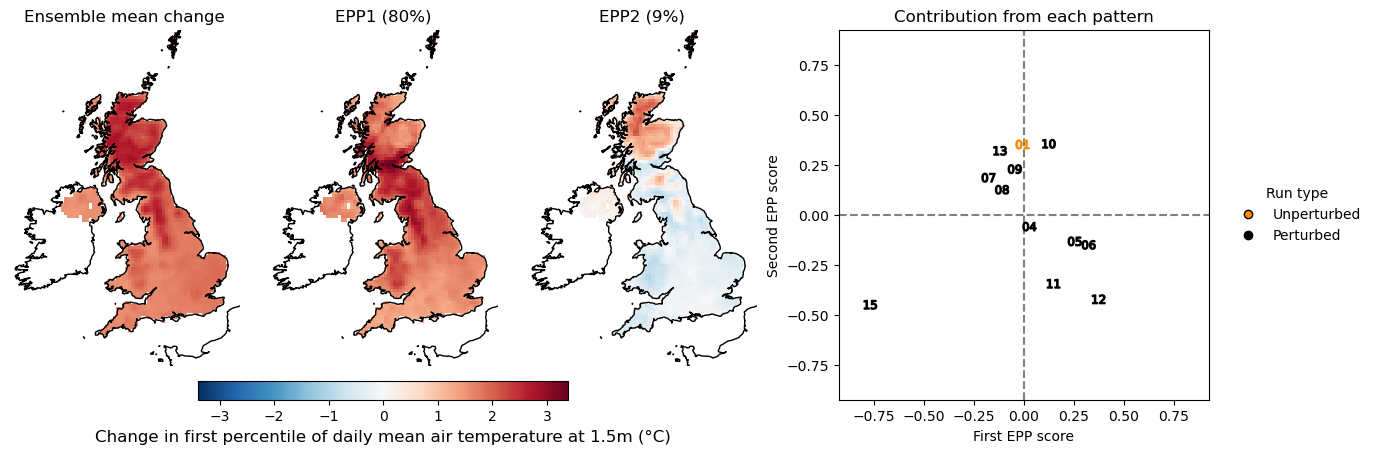 Ensemble mean change
EPP1 (80%)
EPP2 (9%)
Contribution from each pattern
−3 −2 −1 0 1 2 3
Change in first percentile of daily mean air temperature at 1.5m (°C)
Second EPP score
0.75
0.50
0.25
0.00
−0.25
−0.50
−0.75
13
01
10
09
07
08
04
05
06
11
12
15
−0.75 −0.50 −0.25 0.00 0.25 0.50 0.75
First EPP score
Run type
Unperturbed
Perturbed